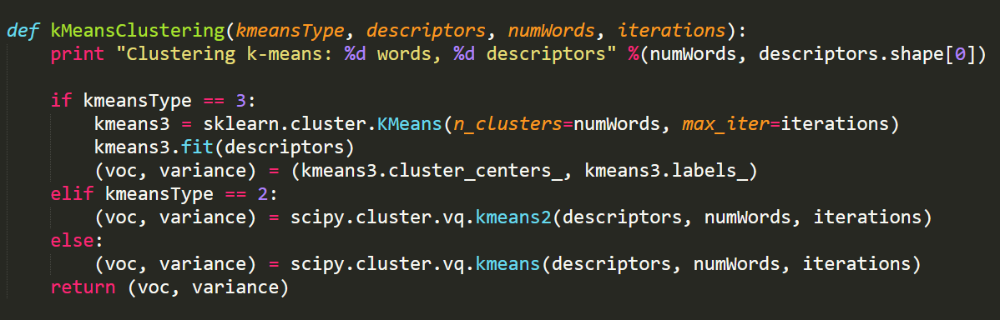 def kMeansClustering(kmeansType, descriptors, numWords, iterations):
    print "Clustering k-means: %d words, %d descriptors" %(numWords, descriptors.shape[0])

    if kmeansType == 3:
        kmeans3 = sklearn.cluster.KMeans(n_clusters=numWords, max_iter=iterations)
        kmeans3.fit(descriptors)
        (voc, variance) = (kmeans3.cluster_centers_, kmeans3.labels_)
    elif kmeansType == 2:
        (voc, variance) = scipy.cluster.vq.kmeans2(descriptors, numWords, iterations)
    else:
        (voc, variance) = scipy.cluster.vq.kmeans(descriptors, numWords, iterations)
    return (voc, variance)